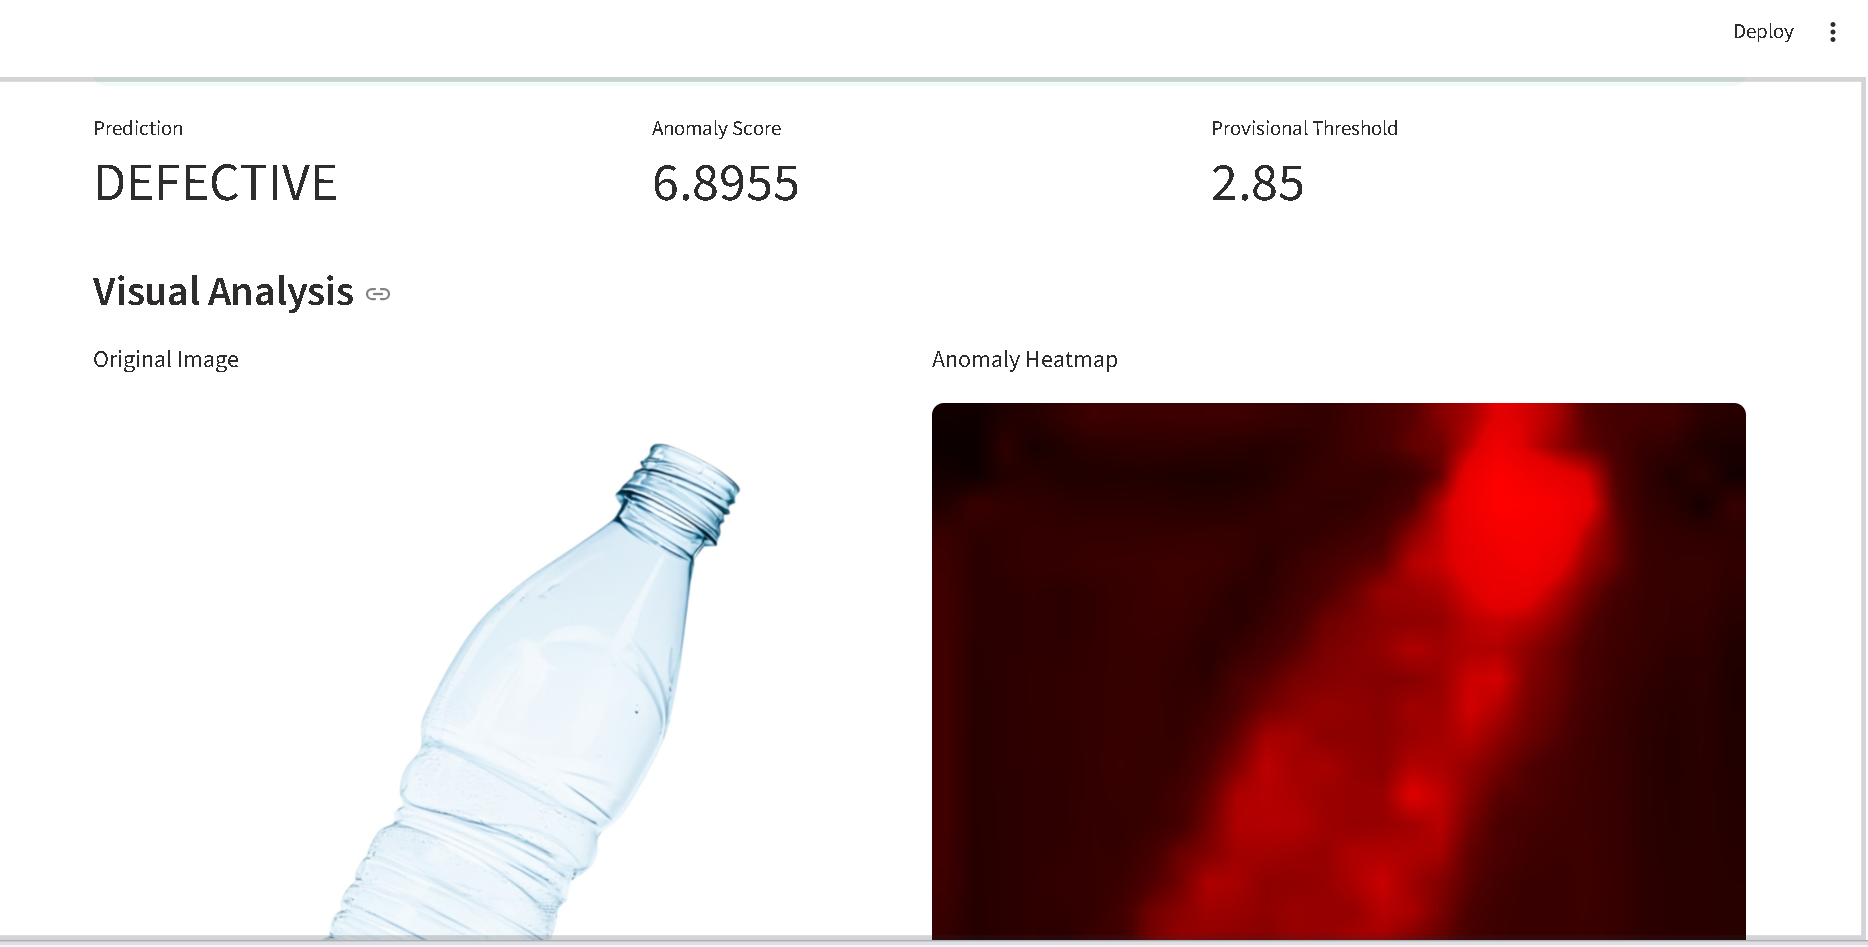 Deploy
Prediction
Anomaly Score
Provisional Threshold
DEFECTIVE
6.8955
2.85
Visual Analysis
Original Image
Anomaly Heatmap